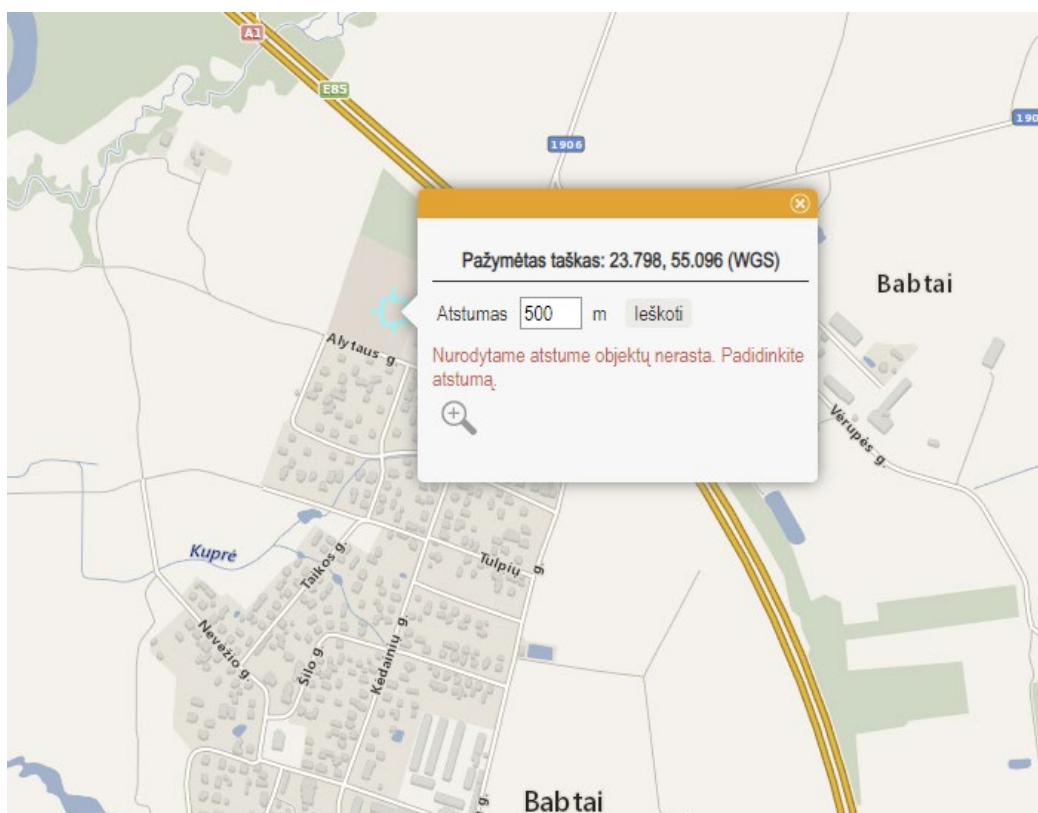 A1
E85
1906
190
Pažymėtas taškas: 23.798, 55.096 (WGS)
Babtai
Atstumas 500 m Ieškoti
Alytaus g.
Nurodytame atstume objektų nerasta. Padidinkite
atstumą.
Vėrupės g.
Kuprė
Taikos g.
Tulpių g.
Nevėžio g.
Šilo g.
Kėdainių g.
g.
Babtai